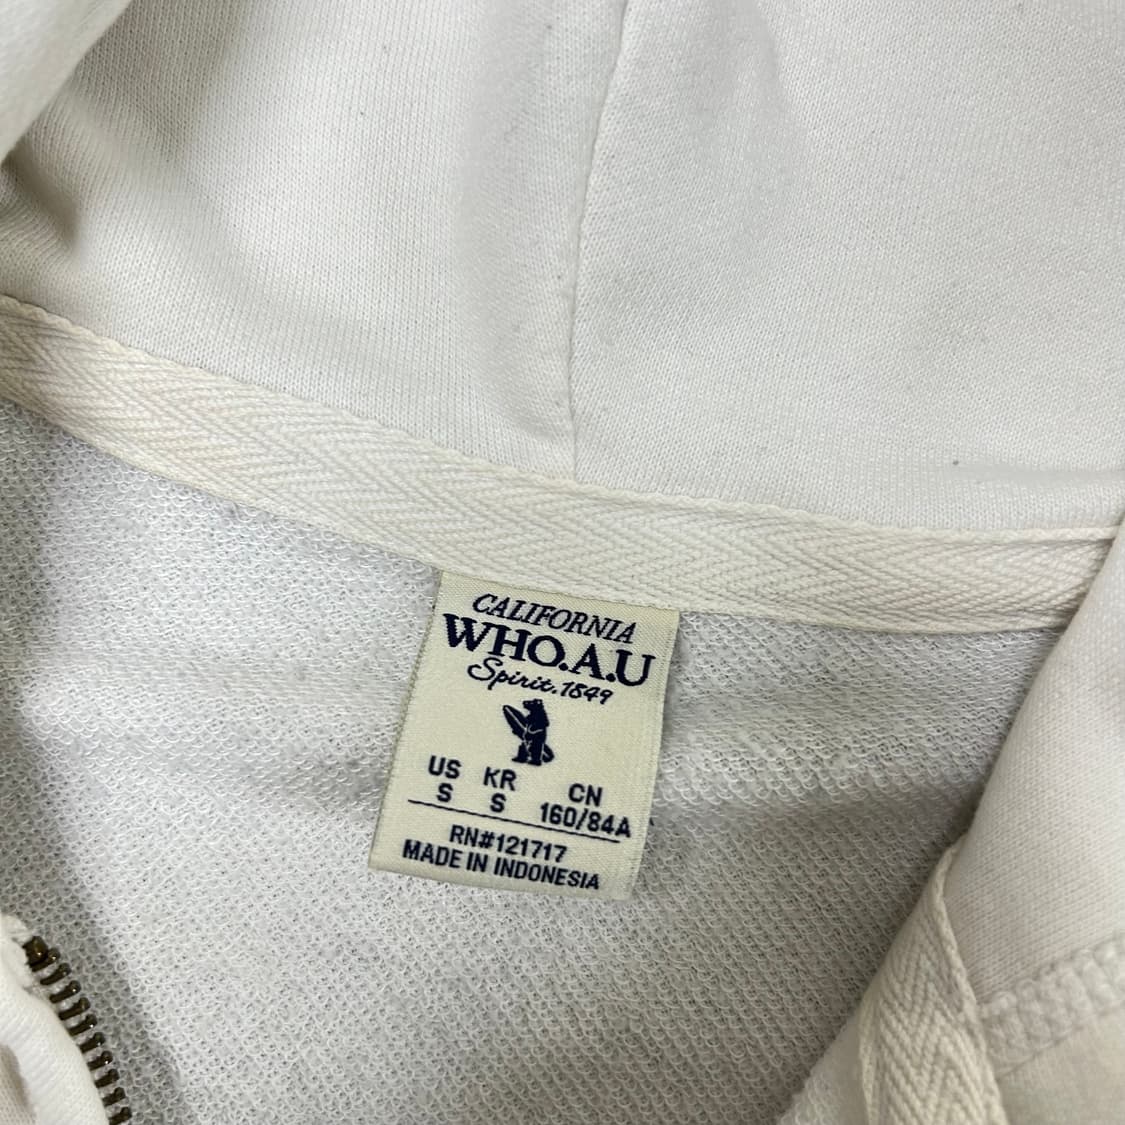 CALIFORNIA
WHO.A.U
Spirit.1849
US KR CN
S S 160/84A
RN#121717
MADE IN INDONESIA